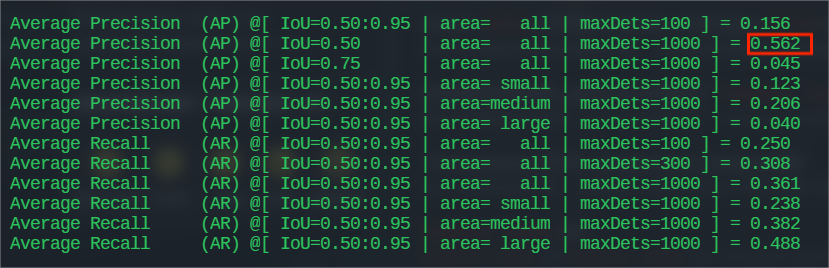 Average Precision  (AP) @[ IoU=0.50:0.95 | area=   all | maxDets=100 ] = 0.156
Average Precision  (AP) @[ IoU=0.50      | area=   all | maxDets=1000 ] = 0.562
Average Precision  (AP) @[ IoU=0.75      | area=   all | maxDets=1000 ] = 0.045
Average Precision  (AP) @[ IoU=0.50:0.95 | area= small | maxDets=1000 ] = 0.123
Average Precision  (AP) @[ IoU=0.50:0.95 | area=medium | maxDets=1000 ] = 0.206
Average Precision  (AP) @[ IoU=0.50:0.95 | area= large | maxDets=1000 ] = 0.040
Average Recall     (AR) @[ IoU=0.50:0.95 | area=   all | maxDets=100 ] = 0.250
Average Recall     (AR) @[ IoU=0.50:0.95 | area=   all | maxDets=300 ] = 0.308
Average Recall     (AR) @[ IoU=0.50:0.95 | area=   all | maxDets=1000 ] = 0.361
Average Recall     (AR) @[ IoU=0.50:0.95 | area= small | maxDets=1000 ] = 0.238
Average Recall     (AR) @[ IoU=0.50:0.95 | area=medium | maxDets=1000 ] = 0.382
Average Recall     (AR) @[ IoU=0.50:0.95 | area= large | maxDets=1000 ] = 0.488